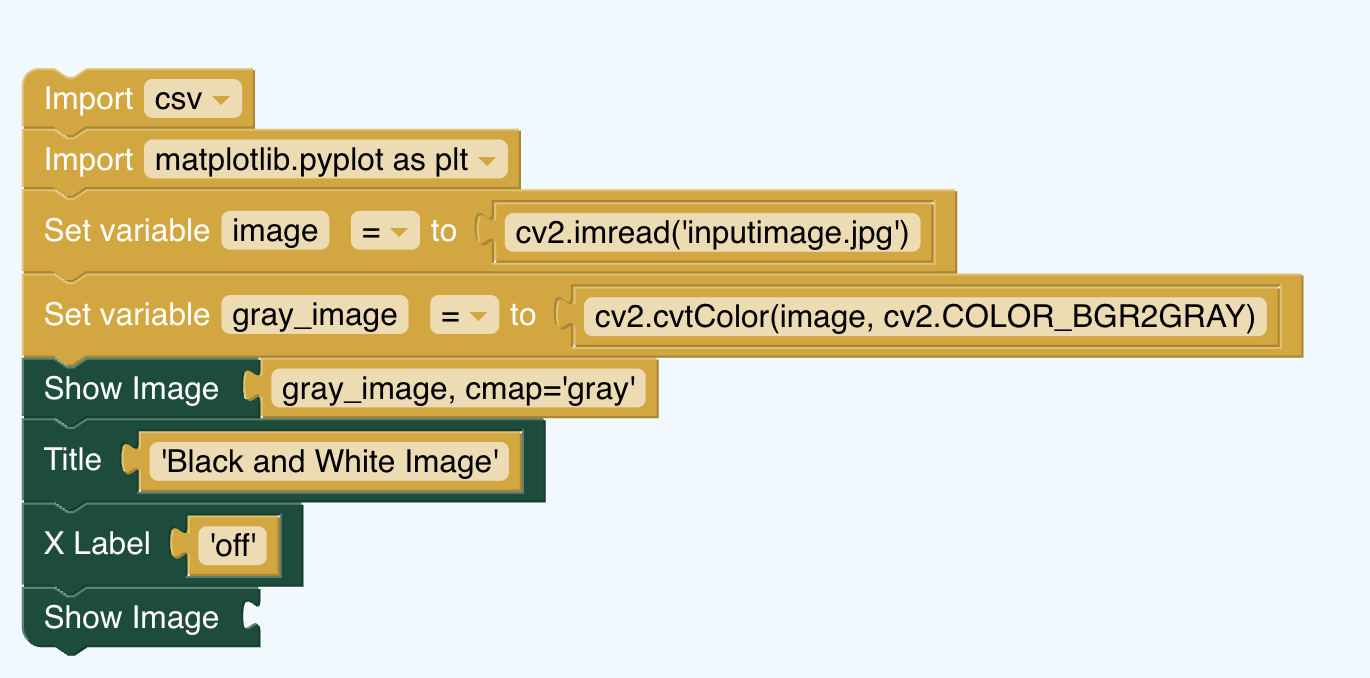 Import csv
Import matplotlib.pyplot as plt
Set variable image = to cv2.imread('inputimage.jpg')
Set variable gray_image = to cv2.cvtColor(image, cv2.COLOR_BGR2GRAY)
Show Image gray_image, cmap='gray'
Title 'Black and White Image'
X Label 'off'
Show Image